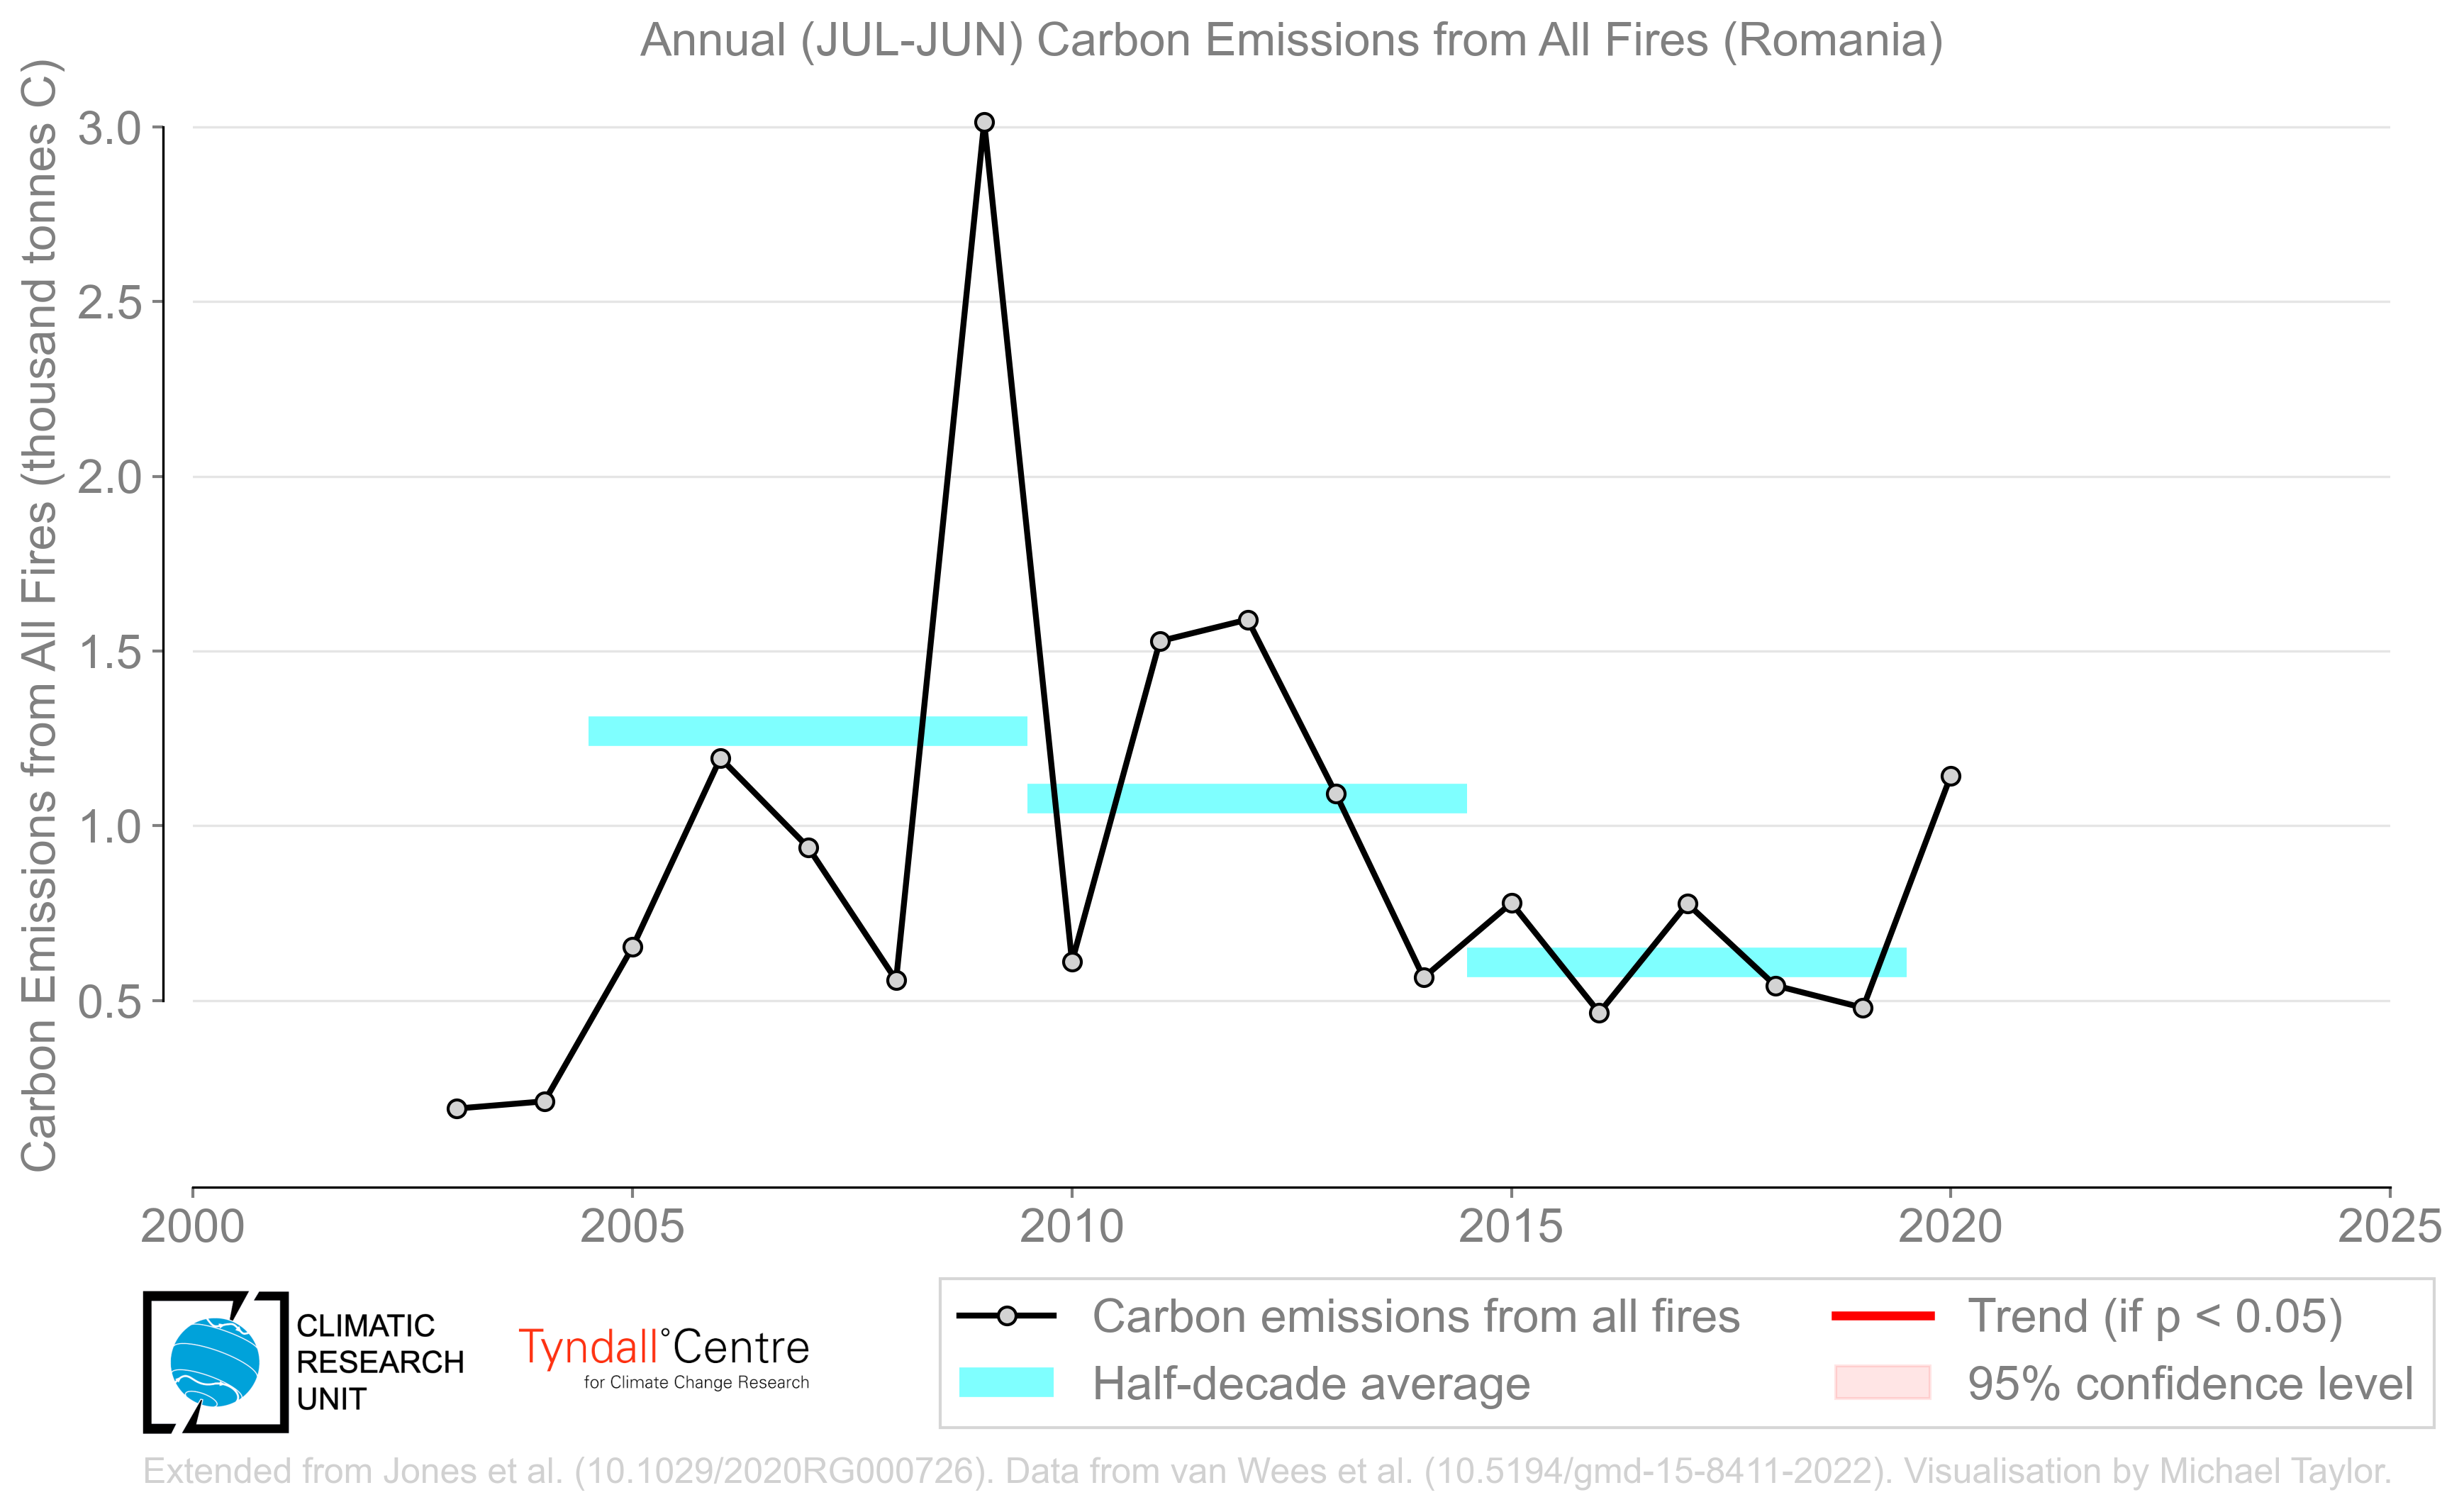 Annual (JUL-JUN) Carbon Emissions from All Fires (Romania)
Carbon Emissions from All Fires (thousand tonnes C)
3.0
2.5
2.0
1.5
1.0
0.5
2000 2005 2010 2015 2020 2025
CLIMATIC
RESEARCH
UNIT
Tyndall°Centre
for Climate Change Research
Carbon emissions from all fires
Half-decade average
Trend (if p < 0.05)
95% confidence level
Extended from Jones et al. (10.1029/2020RG000726). Data from van Wees et al. (10.5194/gmd-15-8411-2022). Visualisation by Michael Taylor.